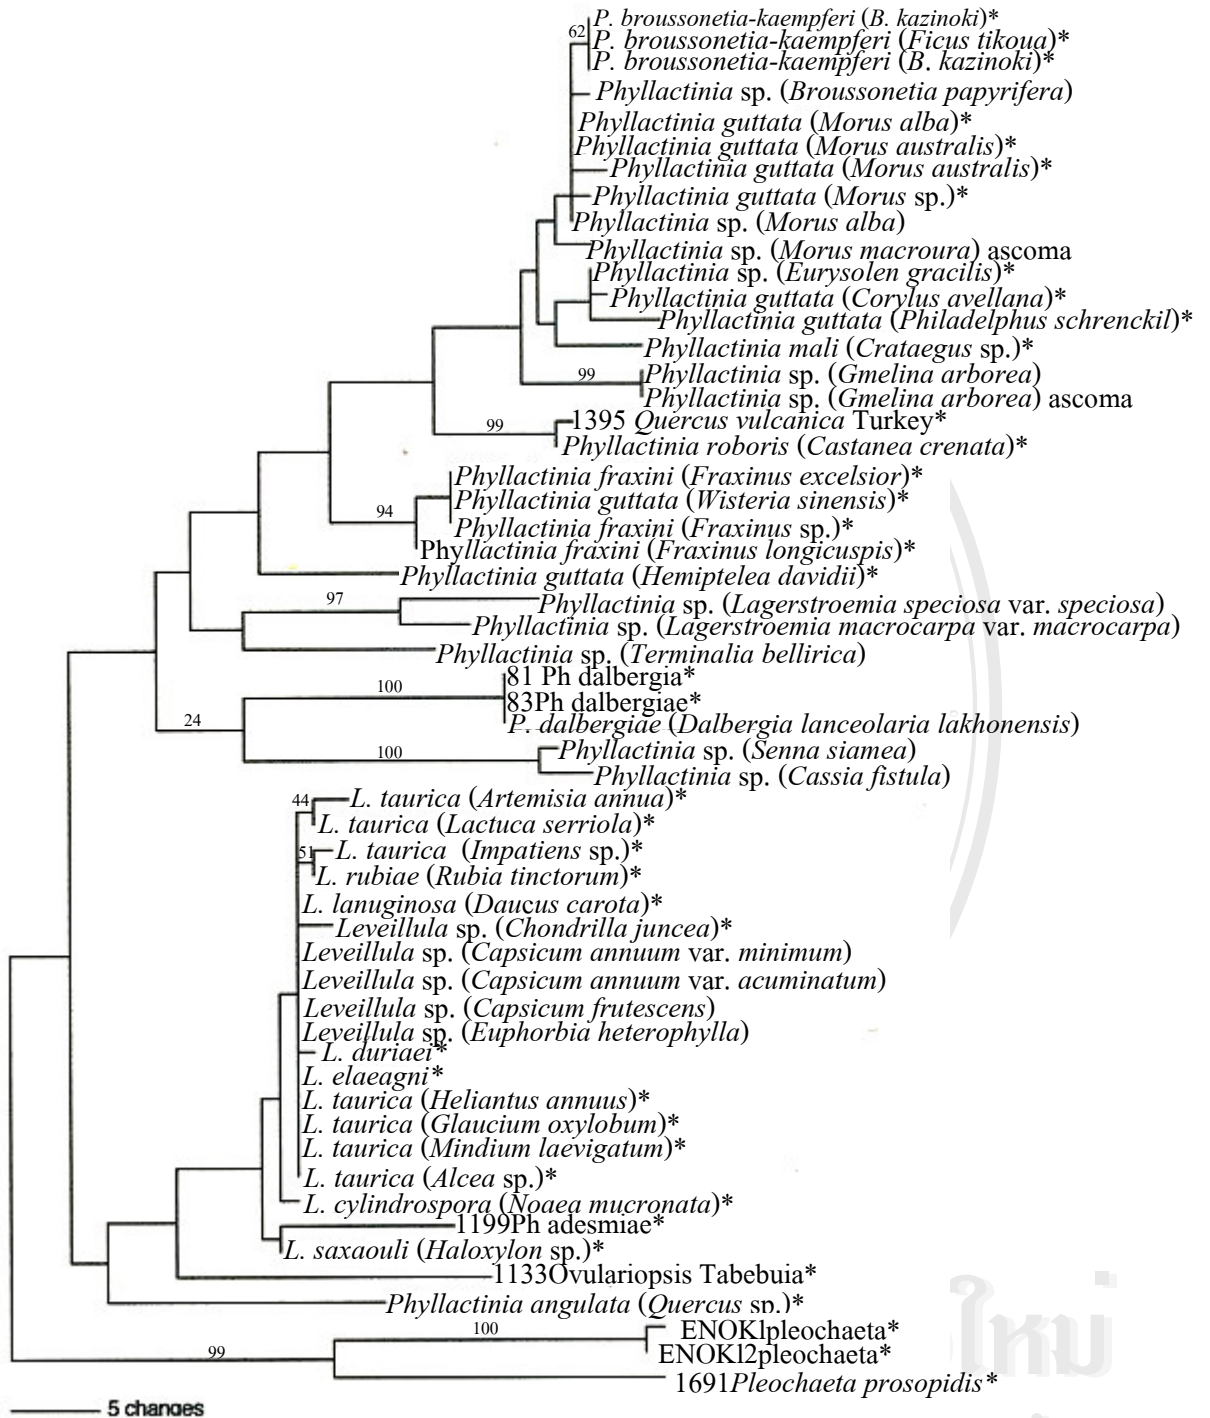 P. broussonetia-kaempferi (B. kazinoki)*
62
P. broussonetia-kaempferi (Ficus tikoua)*
P. broussonetia-kaempferi (B. kazinoki)*
Phyllactinia sp. (Broussonetia papyrifera)
Phyllactinia guttata (Morus alba)*
Phyllactinia guttata (Morus australis)*
Phyllactinia guttata (Morus australis)*
Phyllactinia guttata (Morus sp.)*
Phyllactinia sp. (Morus alba)
Phyllactinia sp. (Morus macroura) ascoma
Phyllactinia sp. (Eurysolen gracilis)*
Phyllactinia guttata (Corylus avellana)*
Phyllactinia guttata (Philadelphus schrenckil)*
Phyllactinia mali (Crataegus sp.)*
99
Phyllactinia sp. (Gmelina arborea)
Phyllactinia sp. (Gmelina arborea) ascoma
1395 Quercus vulcanica Turkey*
99
Phyllactinia roboris (Castanea crenata)*
Phyllactinia fraxini (Fraxinus excelsior)*
Phyllactinia guttata (Wisteria sinensis)*
94
Phyllactinia fraxini (Fraxinus sp.)*
Phyllactinia fraxini (Fraxinus longicuspis)*
Phyllactinia guttata (Hemiptelea davidii)*
97
Phyllactinia sp. (Lagerstroemia speciosa var. speciosa)
Phyllactinia sp. (Lagerstroemia macrocarpa var. macrocarpa)
Phyllactinia sp. (Terminalia bellirica)
81 Ph dalbergia*
100
83Ph dalbergiae*
24
P. dalbergiae (Dalbergia lanceolaria lakhonensis)
100
Phyllactinia sp. (Senna siamea)
Phyllactinia sp. (Cassia fistula)
44
L. taurica (Artemisia annua)*
L. taurica (Lactuca serriola)*
51
L. taurica (Impatiens sp.)*
L. rubiae (Rubia tinctorum)*
L. lanuginosa (Daucus carota)*
Leveillula sp. (Chondrilla juncea)*
Leveillula sp. (Capsicum annuum var. minimum)
Leveillula sp. (Capsicum annuum var. acuminatum)
Leveillula sp. (Capsicum frutescens)
Leveillula sp. (Euphorbia heterophylla)
L. duriaei*
L. elaeagni*
L. taurica (Heliantus annuus)*
L. taurica (Glaucium oxylobum)*
L. taurica (Mindium laevigatum)*
L. taurica (Alcea sp.)*
L. cylindrospora (Noaea mucronata)*
1199Ph adesmiae*
L. saxaouli (Haloxylon sp.)*
1133Ovulariopsis Tabebuia*
Phyllactinia angulata (Quercus sp.)*
100
ENOKlpleochaeta*
99
ENOKl2pleochaeta*
1691Pleochaeta prosopidis*
ใหม่
5 changes